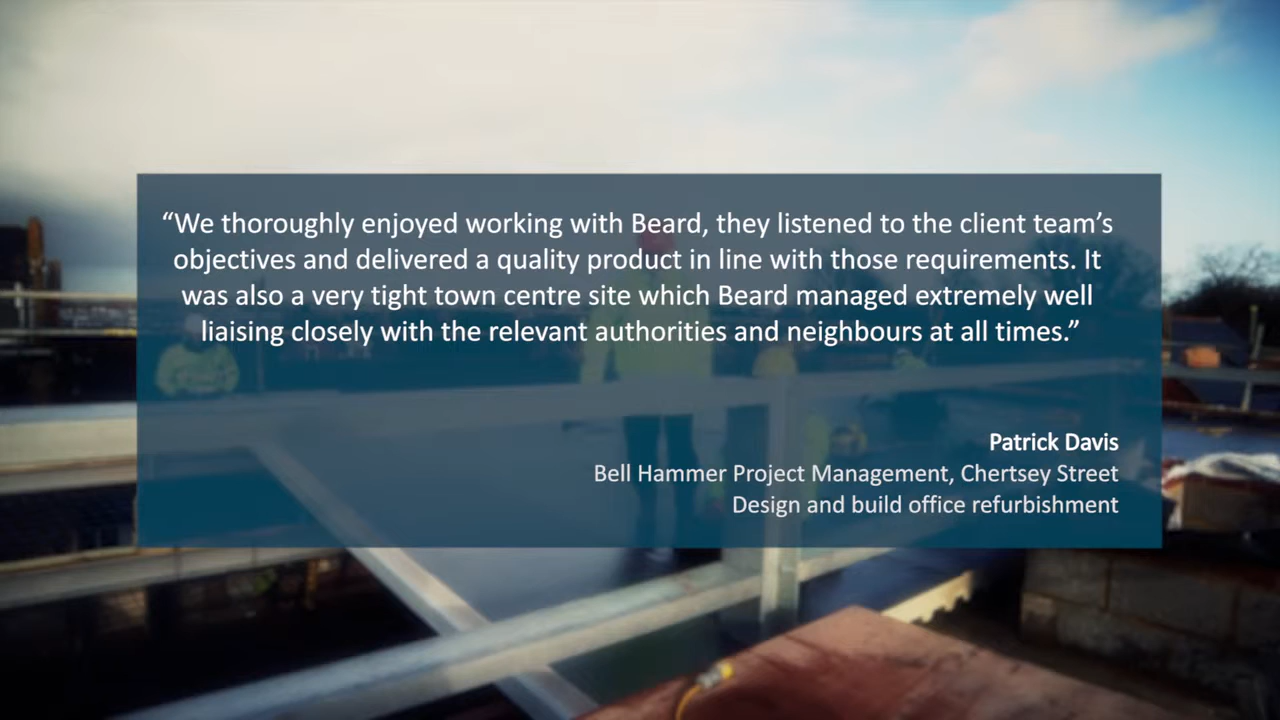 “We thoroughly enjoyed working with Beard, they listened to the client team’s
objectives and delivered a quality product in line with those requirements. It
was also a very tight town centre site which Beard managed extremely well
liaising closely with the relevant authorities and neighbours at all times.”
Patrick Davis
Bell Hammer Project Management, Chertsey Street
Design and build office refurbishment